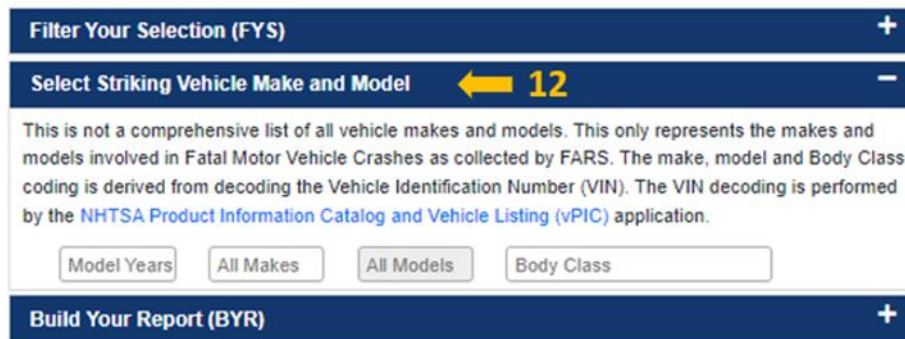 Filter Your Selection (FYS) +
Select Striking Vehicle Make and Model 12 −
This is not a comprehensive list of all vehicle makes and models. This only represents the makes and
models involved in Fatal Motor Vehicle Crashes as collected by FARS. The make, model and Body Class
coding is derived from decoding the Vehicle Identification Number (VIN). The VIN decoding is performed
by the NHTSA Product Information Catalog and Vehicle Listing (vPIC) application.
Model Years All Makes All Models Body Class
Build Your Report (BYR) +